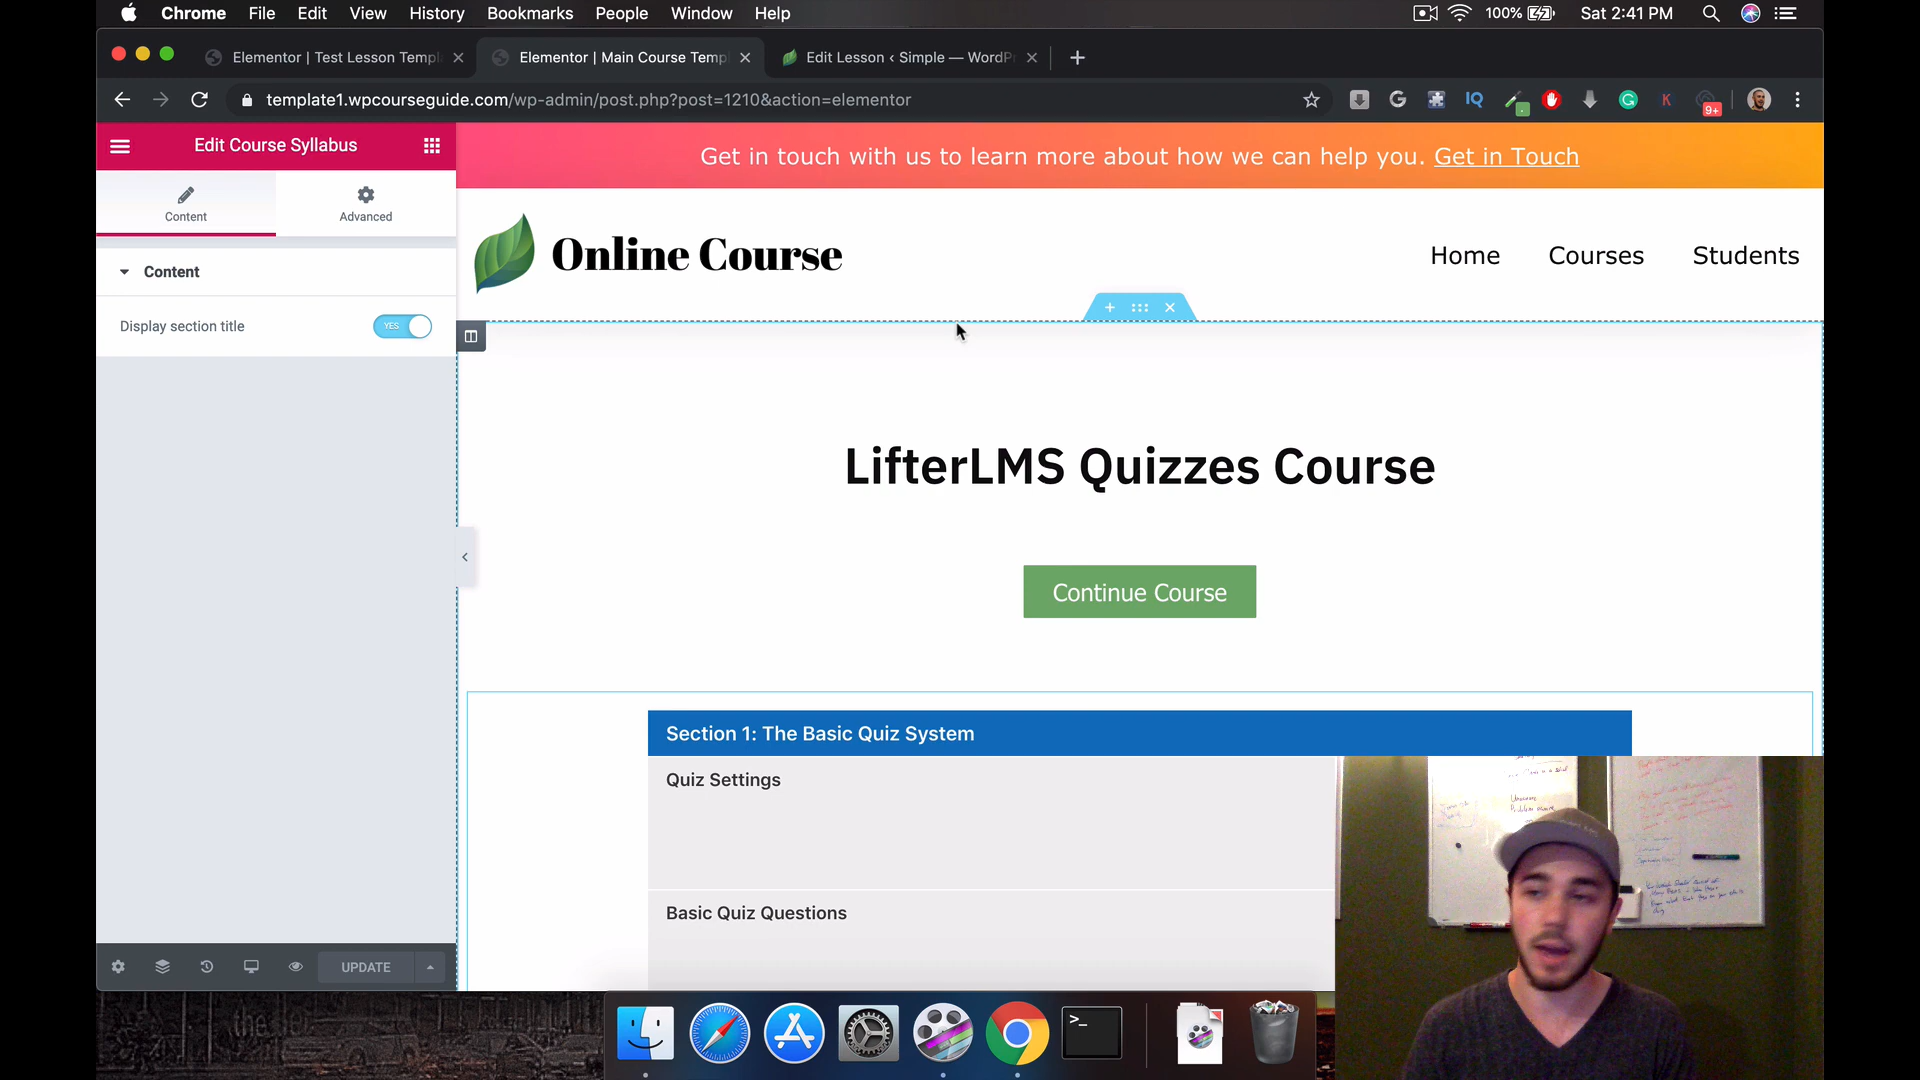 Chrome File Edit View History Bookmarks People Window Help 100% Sat 2:41 PM
Elementor | Test Lesson Templ Elementor | Main Course Temp Edit Lesson ‹ Simple — WordPr
template1.wpcourseguide.com/wp-admin/post.php?post=1210&action=elementor
9+
Edit Course Syllabus
Content Advanced
Content
Display section title YES
UPDATE
Get in touch with us to learn more about how we can help you. Get in Touch
Online Course Home Courses Students
LifterLMS Quizzes Course
Continue Course
Section 1: The Basic Quiz System
Quiz Settings
Basic Quiz Questions